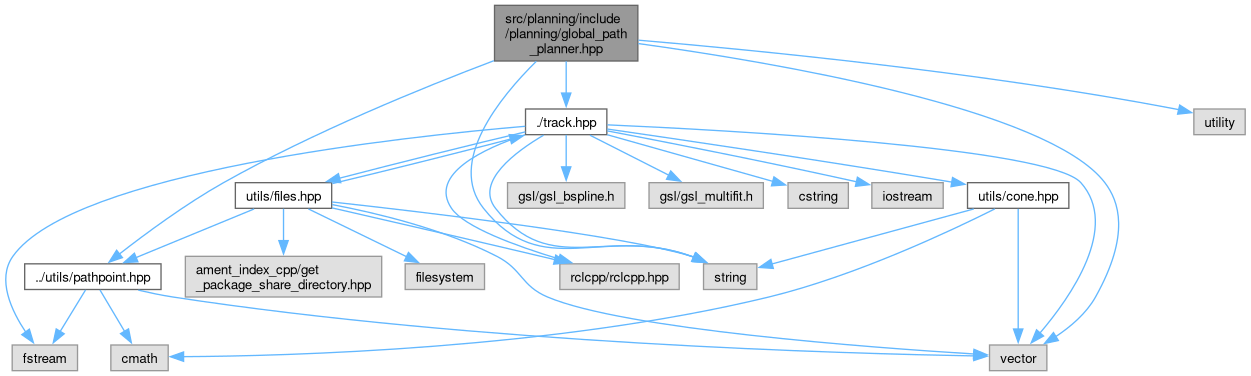 src/planning/include
/planning/global_path
_planner.hpp
./track.hpp
utility
utils/files.hpp
gsl/gsl_bspline.h
gsl/gsl_multifit.h
cstring
iostream
utils/cone.hpp
../utils/pathpoint.hpp
ament_index_cpp/get
_package_share_directory.hpp
filesystem
rclcpp/rclcpp.hpp
string
fstream
cmath
vector